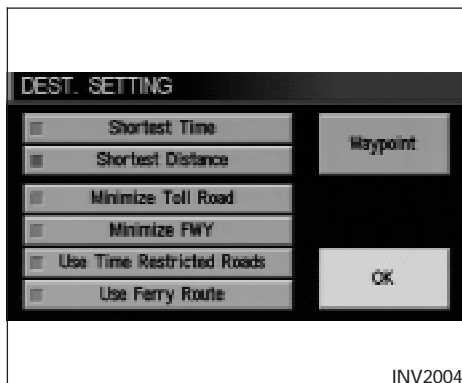 DEST. SETTING
Shortest Time
Shortest Distance
Waypoint
Minimize Toll Road
Minimize FWY
Use Time Restricted Roads
Use Ferry Route
OK
INV2004